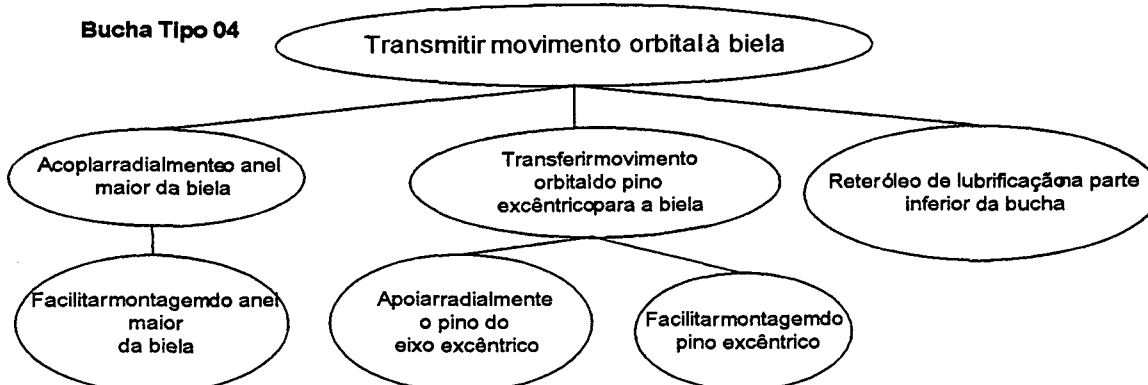 Bucha Tipo 04
Transmitir movimento orbital à biela
Acoplarradialmenteo anel
maior da biela
Transferirmovimento
orbitaldo pino
excêntricopara a biela
Reteróleo de lubrificaçãona parte
inferior da bucha
Facilitarmontagemdo anel
maior
da biela
Apoiarradialmente
o pino do
eixo excêntrico
Facilitarmontagemdo
pino excêntrico